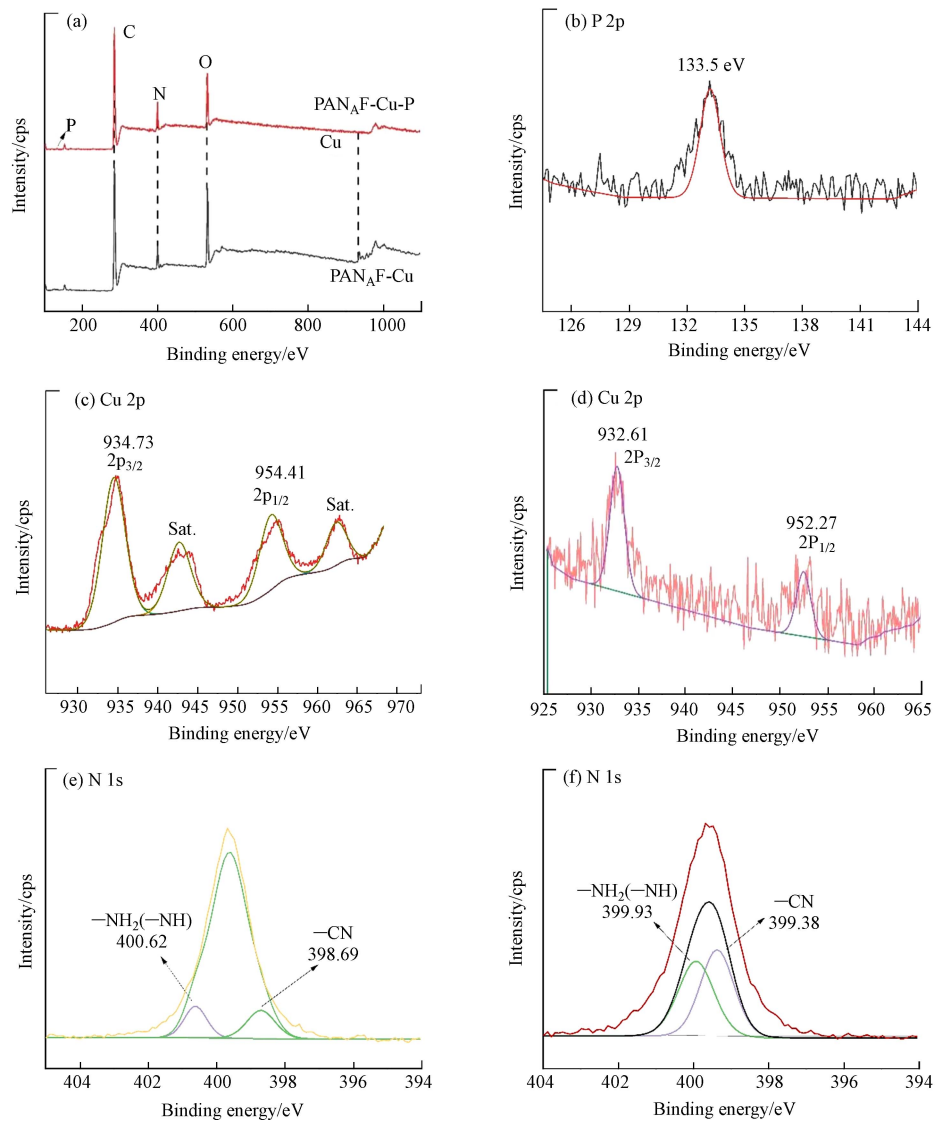 (a)
C
N
O
P
PAN_AF-Cu-P
Cu
PAN_AF-Cu
Intensity/cps
200 400 600 800 1000
Binding energy/eV
(b) P 2p
133.5 eV
Intensity/cps
126 129 132 135 138 141 144
Binding energy/eV
(c) Cu 2p
934.73
2p3/2
Sat.
954.41
2p1/2
Sat.
Intensity/cps
930 935 940 945 950 955 960 965 970
Binding energy/eV
(d) Cu 2p
932.61
2P3/2
952.27
2P1/2
Intensity/cps
925 930 935 940 945 950 955 960 965
Binding energy/eV
(e) N 1s
—NH2(—NH)
400.62
—CN
398.69
Intensity/cps
404 402 400 398 396 394
Binding energy/eV
(f) N 1s
—NH2(—NH)
399.93
—CN
399.38
Intensity/cps
404 402 400 398 396 394
Binding energy/eV